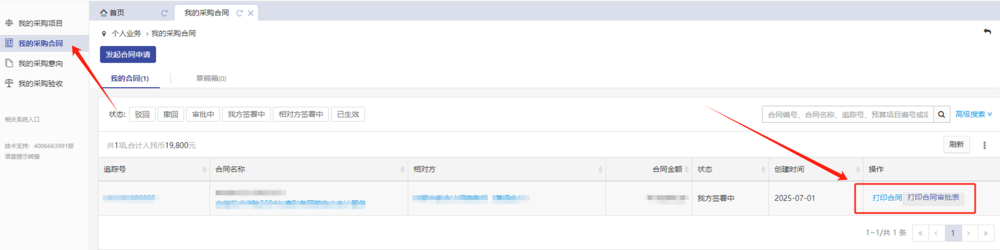 首页
我的采购合同
我的采购项目
我的采购合同
我的采购意向
我的采购验收
相关系统入口
技术支持：4006663991按
语音提示转接
个人业务 › 我的采购合同
发起合同申请
我的合同(1)
草稿箱(0)
状态: 驳回 撤回 审批中 我方签署中 相对方签署中 已生效
合同编号、合同名称、追踪号、预算项目编号或项
高级搜索
共1项,合计人民币19,800元
刷新
追踪号 合同名称 相对方 合同金额 状态 创建时间 操作
我方签署中 2025-07-01 打印合同 打印合同审批表
1~1/共 1 条 « ‹ 1 › »